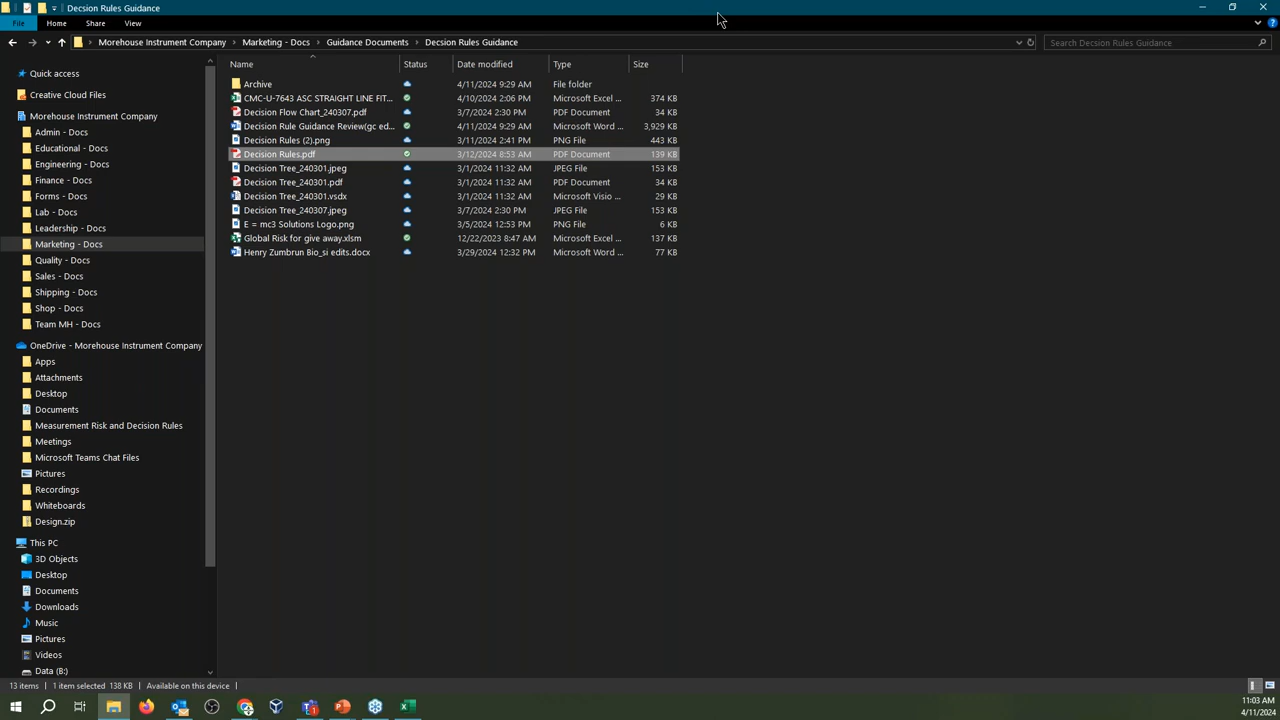 Decsion Rules Guidance
File Home Share View
Morehouse Instrument Company Marketing - Docs Guidance Documents Decsion Rules Guidance Search Decsion Rules Guidance
Name Status Date modified Type Size
Quick access
Creative Cloud Files
Morehouse Instrument Company
Admin - Docs
Educational - Docs
Engineering - Docs
Finance - Docs
Forms - Docs
Lab - Docs
Leadership - Docs
Marketing - Docs
Quality - Docs
Sales - Docs
Shipping - Docs
Shop - Docs
Team MH - Docs
OneDrive - Morehouse Instrument Company
Apps
Attachments
Desktop
Documents
Measurement Risk and Decision Rules
Meetings
Microsoft Teams Chat Files
Pictures
Recordings
Whiteboards
Design.zip
This PC
3D Objects
Desktop
Documents
Downloads
Music
Pictures
Videos
Data (B:)
Archive 4/11/2024 9:29 AM File folder
CMC-U-7643 ASC STRAIGHT LINE FIT... 4/10/2024 2:06 PM Microsoft Excel ... 374 KB
Decision Flow Chart_240307.pdf 3/7/2024 2:30 PM PDF Document 34 KB
Decision Rule Guidance Review(gc ed... 4/11/2024 9:29 AM Microsoft Word ... 3,929 KB
Decision Rules (2).png 3/11/2024 2:41 PM PNG File 443 KB
Decision Rules.pdf 3/12/2024 8:53 AM PDF Document 139 KB
Decision Tree_240301.jpeg 3/1/2024 11:32 AM JPEG File 153 KB
Decision Tree_240301.pdf 3/1/2024 11:32 AM PDF Document 34 KB
Decision Tree_240301.vsdx 3/1/2024 11:32 AM Microsoft Visio ... 29 KB
Decision Tree_240307.jpeg 3/7/2024 2:30 PM JPEG File 153 KB
E = mc3 Solutions Logo.png 3/5/2024 12:53 PM PNG File 6 KB
Global Risk for give away.xlsm 12/22/2023 8:47 AM Microsoft Excel ... 137 KB
Henry Zumbrun Bio_si edits.docx 3/29/2024 12:32 PM Microsoft Word ... 77 KB
13 items 1 item selected 138 KB Available on this device
11:03 AM
4/11/2024